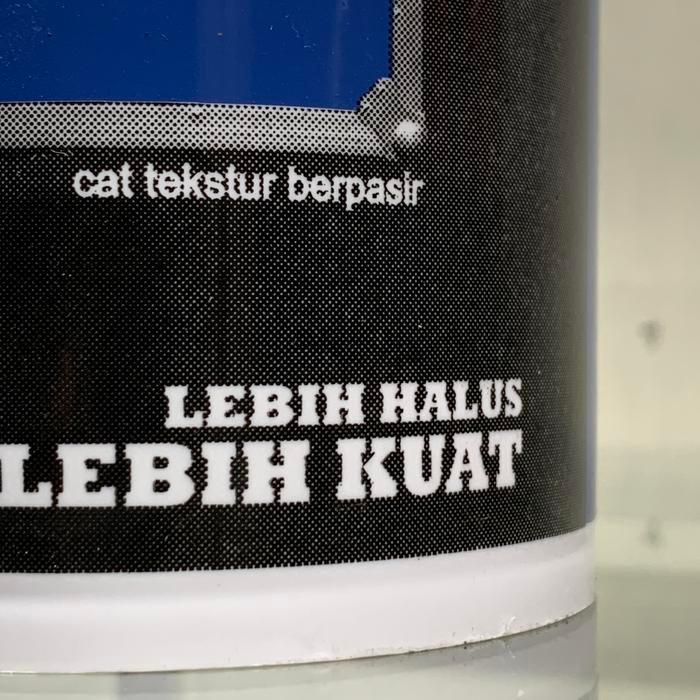 cat tekstur berpasir
LEBIH HALUS
LEBIH KUAT